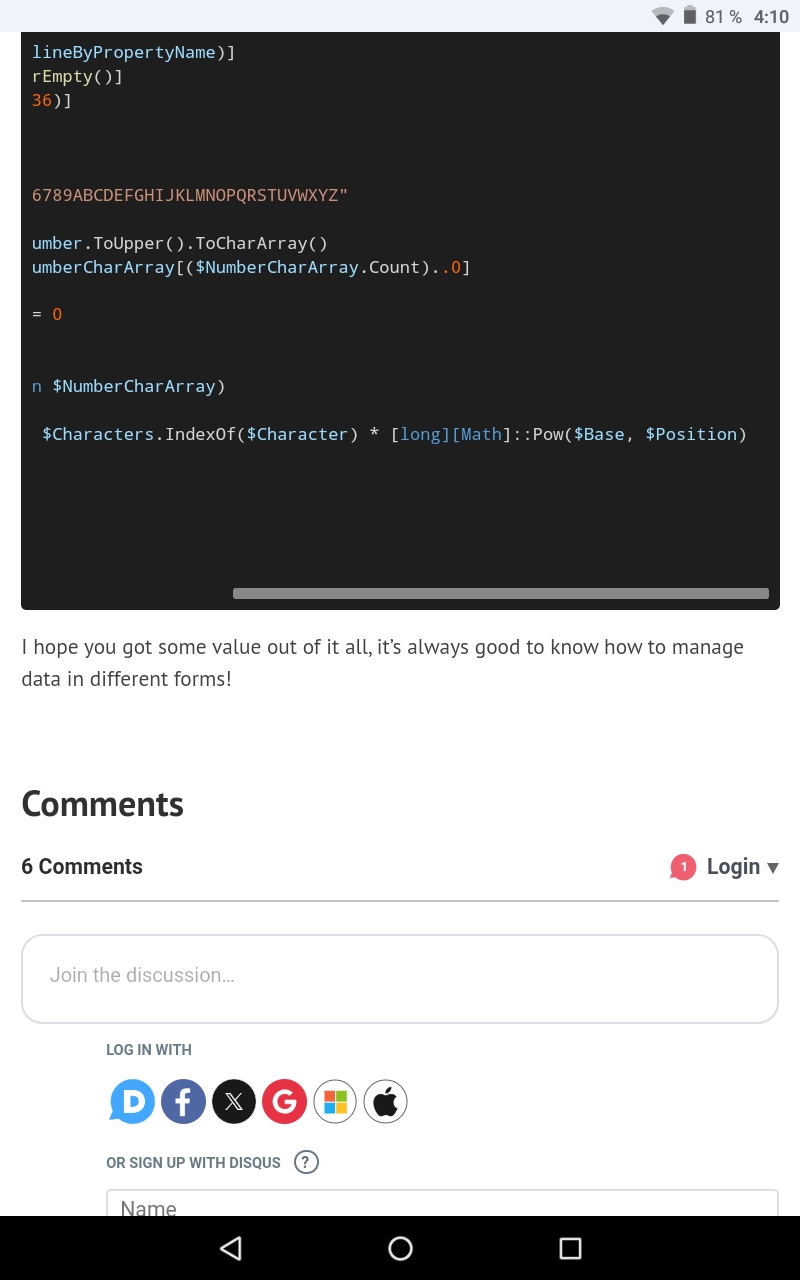 81 % 4:10
lineByPropertyName)]
rEmpty()]
36)]
6789ABCDEFGHIJKLMNOPQRSTUVWXYZ"
umber.ToUpper().ToCharArray()
umberCharArray[($NumberCharArray.Count)..0]
= 0
n $NumberCharArray)
$Characters.IndexOf($Character) * [long][Math]::Pow($Base, $Position)
I hope you got some value out of it all, it’s always good to know how to manage
data in different forms!
Comments
6 Comments 1 Login
Join the discussion…
LOG IN WITH
D f X G
OR SIGN UP WITH DISQUS ?
Name